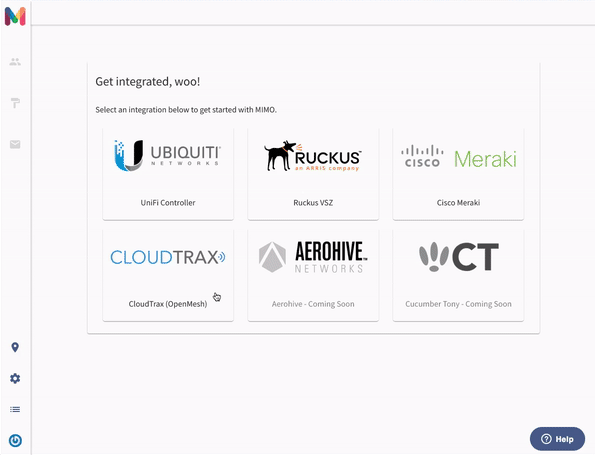 Get integrated, woo!
Select an integration below to get started with MIMO.
UBIQUITI
NETWORKS
UniFi Controller
RUCKUS™
an ARRIS company
Ruckus VSZ
CISCO Meraki
Cisco Meraki
CLOUDTRAX
CloudTrax (OpenMesh)
AEROHIVE™
NETWORKS
Aerohive - Coming Soon
CT
Cucumber Tony - Coming Soon
Help